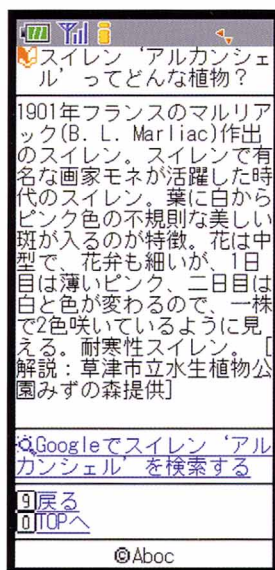 スイレン‘アルカンシェ
ル’ってどんな植物？
1901年フランスのマルリア
ック(B. L. Marliac)作出
のスイレン。スイレンで有
名な画家モネが活躍した時
代のスイレン。葉に白から
ピンク色の不規則な美しい
斑が入るのが特徴。花は中
型で、花弁も細いが、1日
目は薄いピンク、二日目は
白と色が変わるので、一株
で2色咲いているように見
える。耐寒性スイレン。 [
解説：草津市立水生植物公
園みずの森提供]
Googleでスイレン‘アル
カンシェル’を検索する
9戻る
0TOPへ
©Aboc